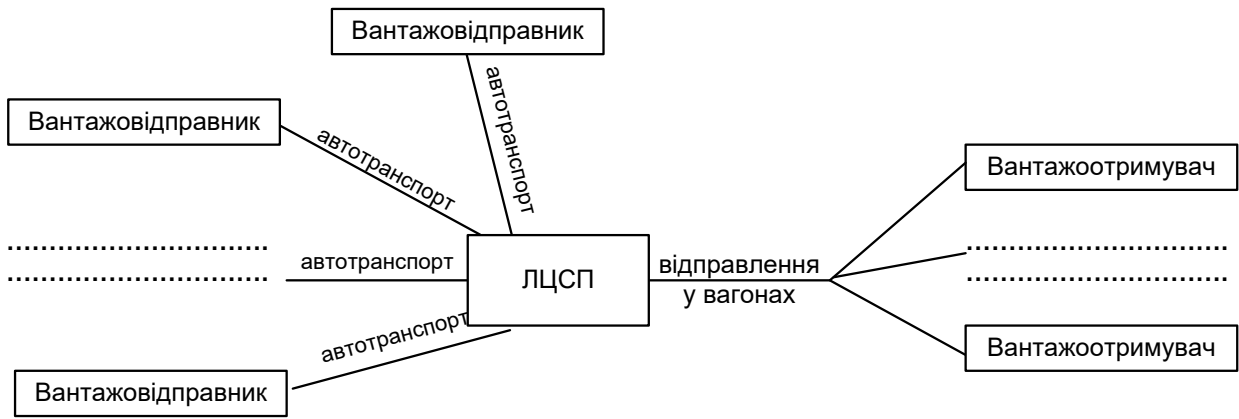 Вантажовідправник
автотранспорт
Вантажовідправник
автотранспорт
Вантажоотримувач
................................
................................
автотранспорт
ЛЦСП
відправлення
у вагонах
................................
................................
автотранспорт
Вантажоотримувач
Вантажовідправник